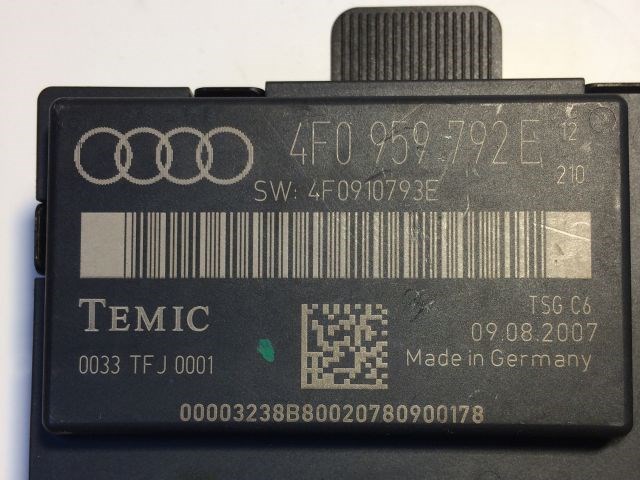 4F0 959 792 E 12
210
SW: 4F0910793E
TEMIC
TSG C6
09.08.2007
0033 TFJ 0001
Made in Germany
00003238B80020780900178